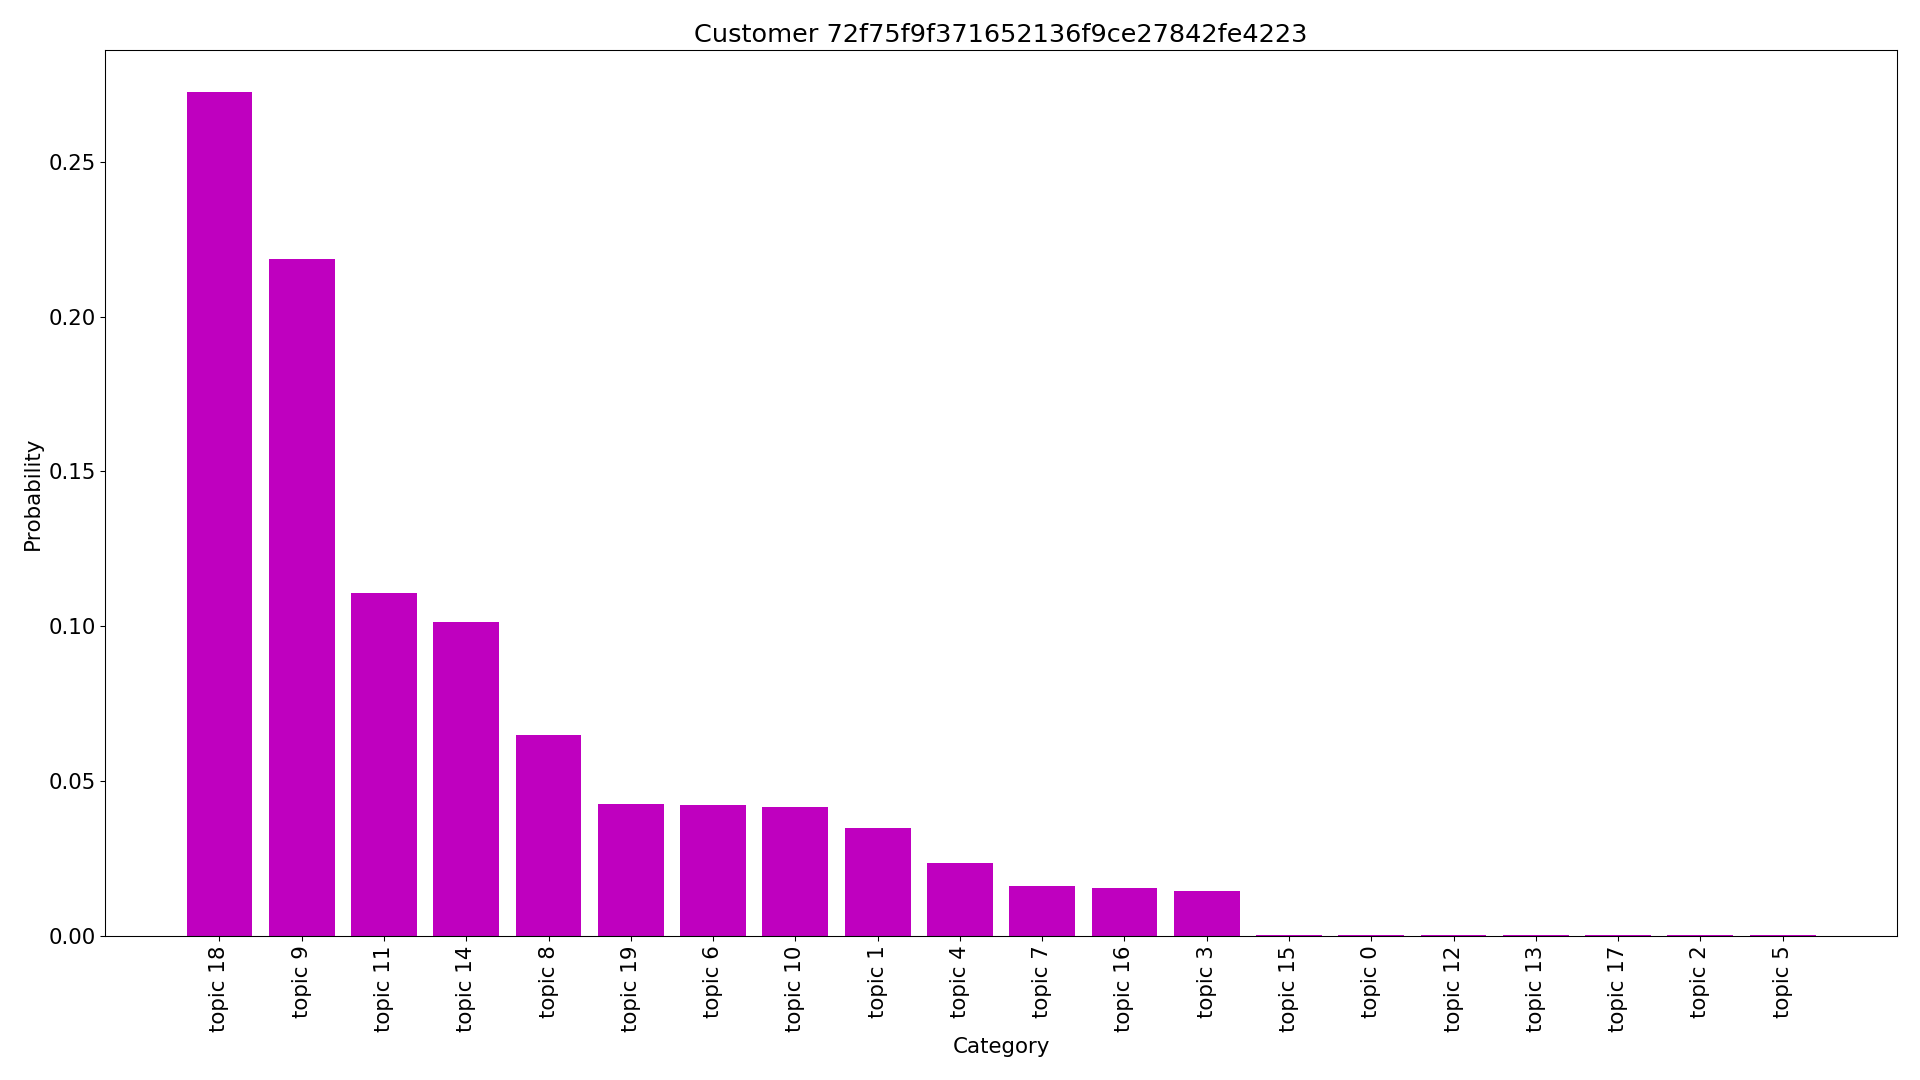 Customer 72f75f9f371652136f9ce27842fe4223
Probability
0.25
0.20
0.15
0.10
0.05
0.00
topic 18
topic 9
topic 11
topic 14
topic 8
topic 19
topic 6
topic 10
topic 1
topic 4
topic 7
topic 16
topic 3
topic 15
topic 0
topic 12
topic 13
topic 17
topic 2
topic 5
Category